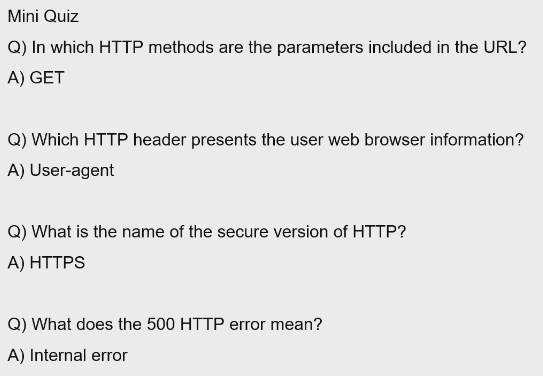 Mini Quiz
Q) In which HTTP methods are the parameters included in the URL?
A) GET
Q) Which HTTP header presents the user web browser information?
A) User-agent
Q) What is the name of the secure version of HTTP?
A) HTTPS
Q) What does the 500 HTTP error mean?
A) Internal error